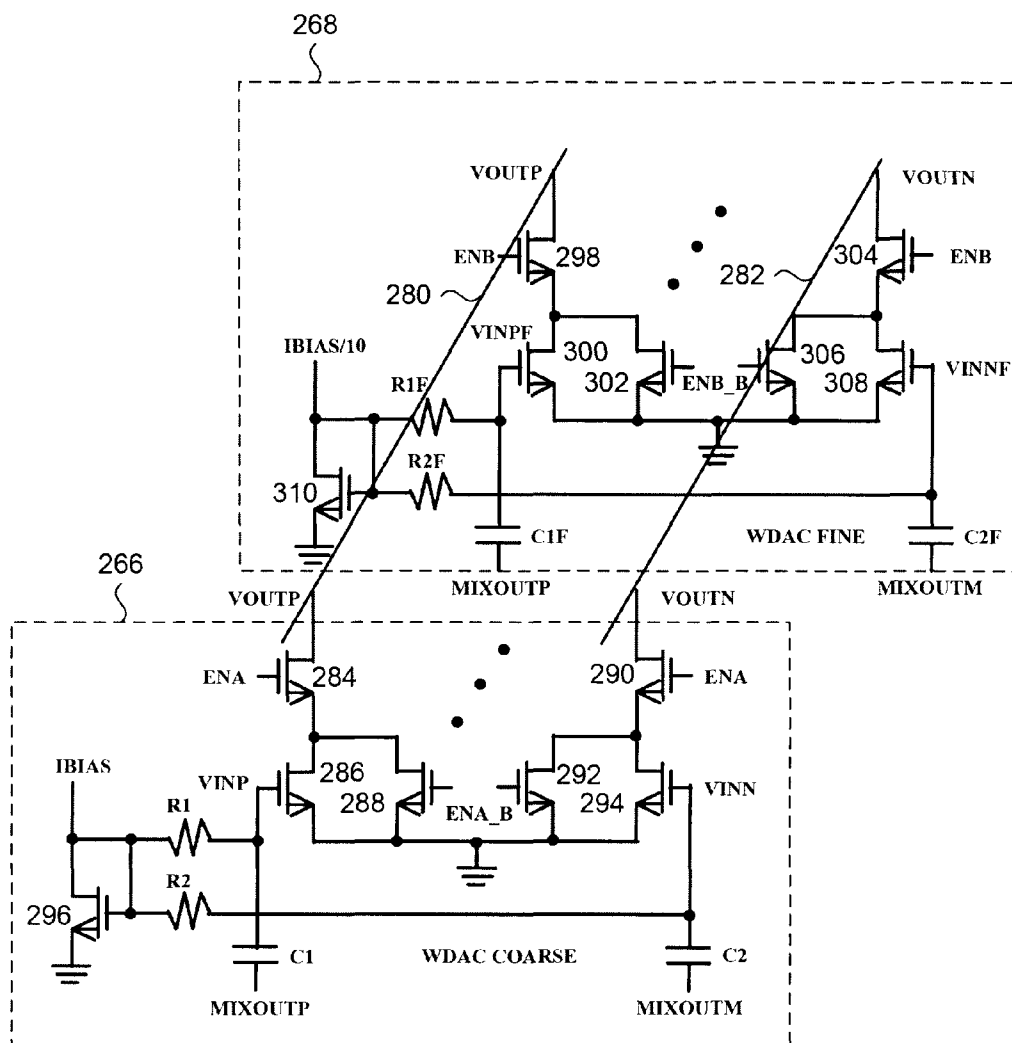 268
VOUTP
VOUTN
ENB
298
304
ENB
280
282
VINPF
IBIAS/10
300
302
ENB_B
306
308
VINNF
R1F
R2F
310
C1F
WDAC FINE
C2F
MIXOUTP
MIXOUTM
266
VOUTP
VOUTN
ENA
284
290
ENA
IBIAS
VINP
286
288
ENA_B
292
294
VINN
R1
R2
296
C1
WDAC COARSE
C2
MIXOUTP
MIXOUTM